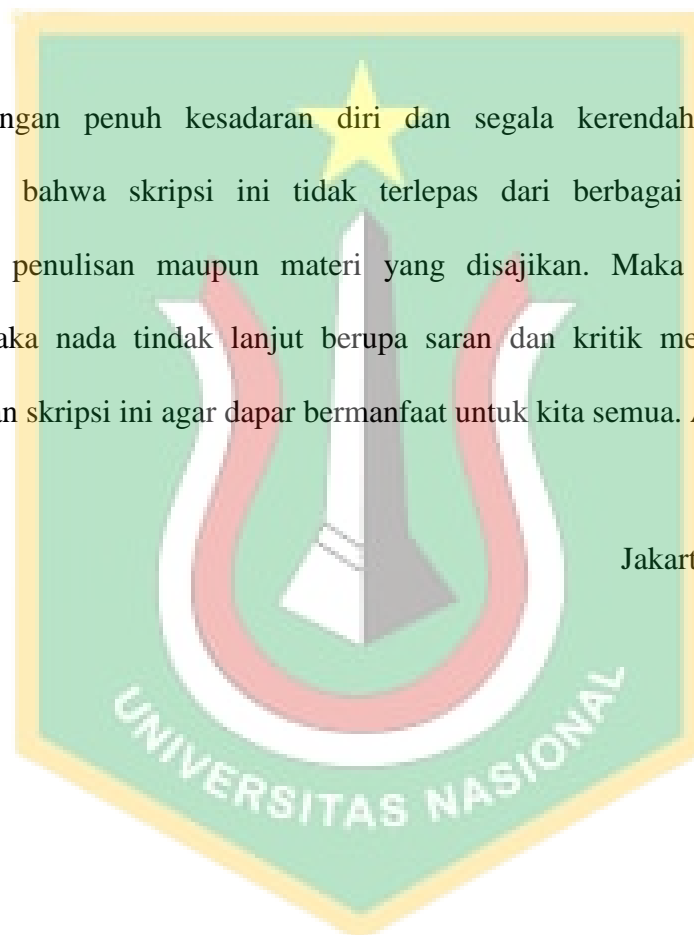 ngan penuh kesadaran diri dan segala kerendah
bahwa skripsi ini tidak terlepas dari berbagai
penulisan maupun materi yang disajikan. Maka
aka nada tindak lanjut berupa saran dan kritik me
an skripsi ini agar dapar bermanfaat untuk kita semua. A
Jakart
UNIVERSITAS NASIONAL